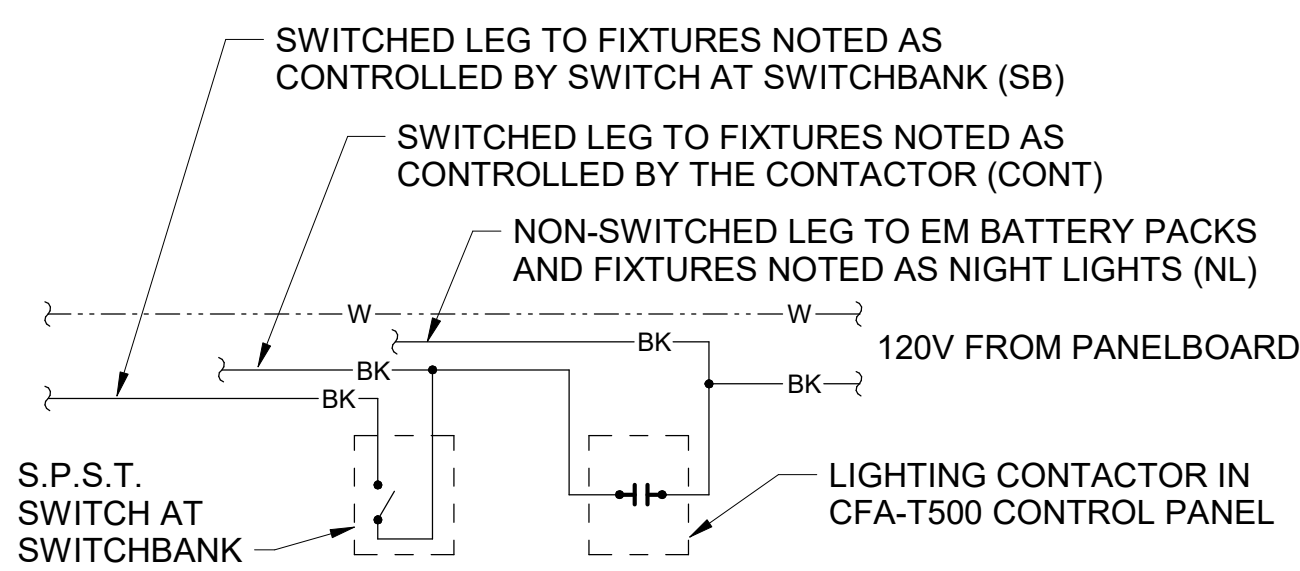 SWITCHED LEG TO FIXTURES NOTED AS
CONTROLLED BY SWITCH AT SWITCHBANK (SB)
SWITCHED LEG TO FIXTURES NOTED AS
CONTROLLED BY THE CONTACTOR (CONT)
NON-SWITCHED LEG TO EM BATTERY PACKS
AND FIXTURES NOTED AS NIGHT LIGHTS (NL)
W
W
BK
120V FROM PANELBOARD
BK
BK
BK
S.P.S.T.
SWITCH AT
SWITCHBANK
LIGHTING CONTACTOR IN
CFA-T500 CONTROL PANEL